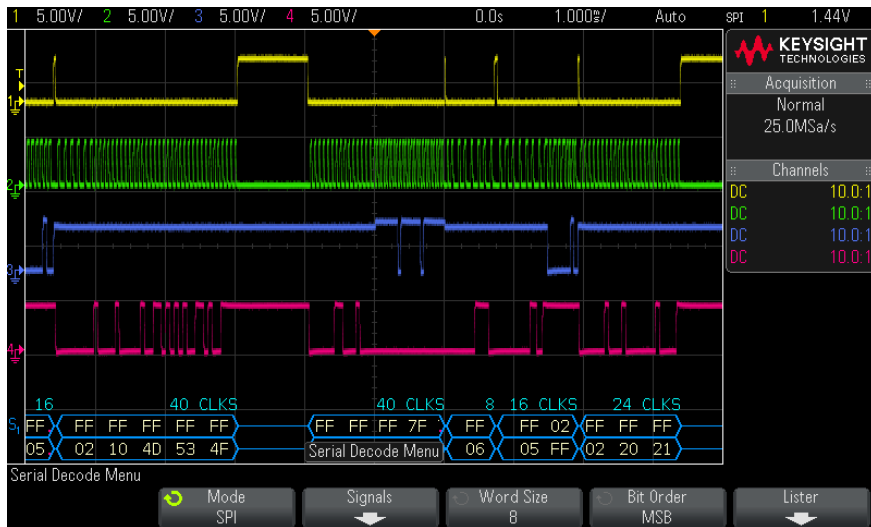 1 5.00V/ 2 5.00V/ 3 5.00V/ 4 5.00V/ 0.0s 1.000㎳/ Auto SPI 1 1.44V
KEYSIGHT
TECHNOLOGIES
Acquisition
Normal
25.0MSa/s
Channels
DC 10.0:1
DC 10.0:1
DC 10.0:1
DC 10.0:1
T
1
2
3
4
16 40 CLKS 40 CLKS 8 16 CLKS 24 CLKS
S1 FF FF FF FF FF FF FF FF FF 7F FF FF 02 FF FF FF
05 02 10 4D 53 4F Serial Decode Menu 06 05 FF 02 20 21
Serial Decode Menu
Mode Signals Word Size Bit Order Lister
SPI 8 MSB